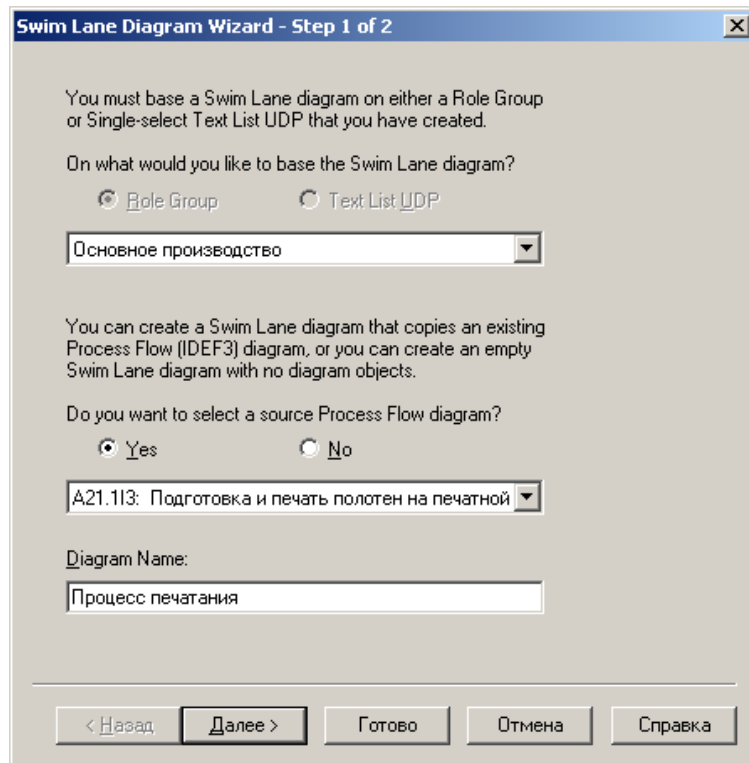 Swim Lane Diagram Wizard - Step 1 of 2
You must base a Swim Lane diagram on either a Role Group
or Single-select Text List UDP that you have created.
On what would you like to base the Swim Lane diagram?
Role Group Text List UDP
Основное производство
You can create a Swim Lane diagram that copies an existing
Process Flow (IDEF3) diagram, or you can create an empty
Swim Lane diagram with no diagram objects.
Do you want to select a source Process Flow diagram?
Yes No
A21.1I3: Подготовка и печать полотен на печатной
Diagram Name:
Процесс печатания
< Назад Далее > Готово Отмена Справка